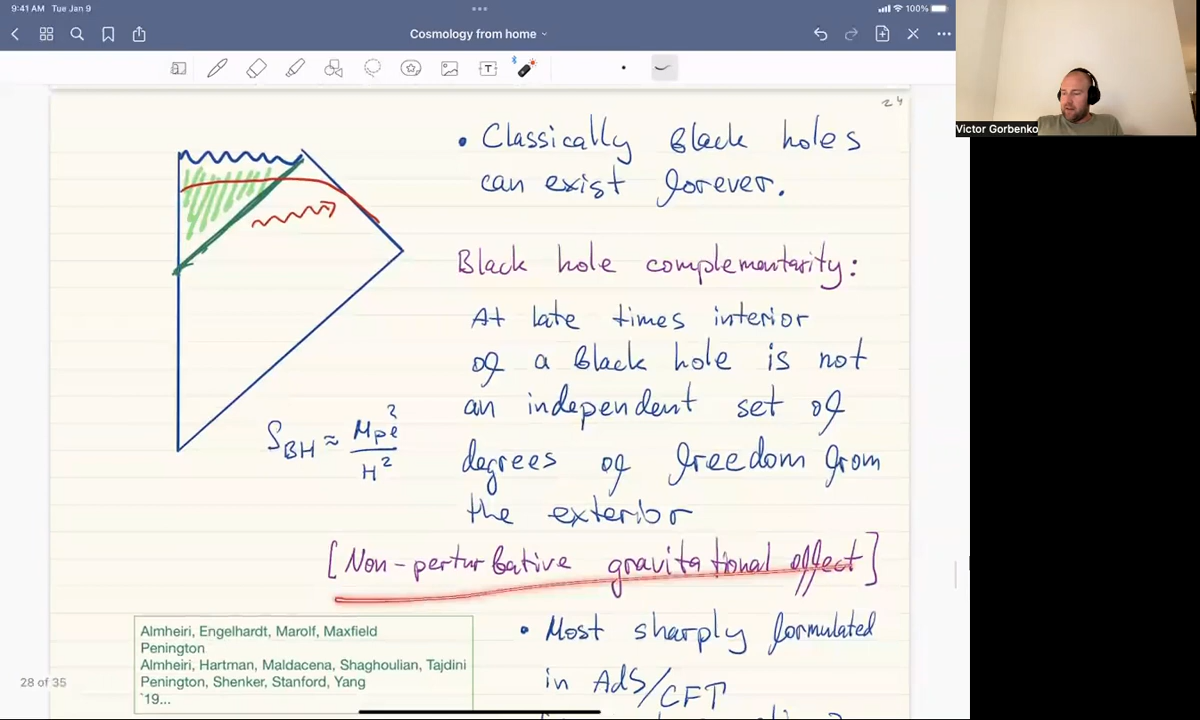 9:41 AM Tue Jan 9
100%
Cosmology from home
Victor Gorbenko
24
• Classically Black holes
can exist forever.
Black hole complementarity:
At late times interior
of a Black hole is not
an independent set of
degrees of freedom from
the exterior
S_BH ≈ M_Pl^2 / H^2
[Non-perturbative gravitational effect]
• Most sharply formulated
in AdS/CFT
Almheiri, Engelhardt, Marolf, Maxfield
Penington
Almheiri, Hartman, Maldacena, Shaghoulian, Tajdini
Penington, Shenker, Stanford, Yang
`19...
28 of 35